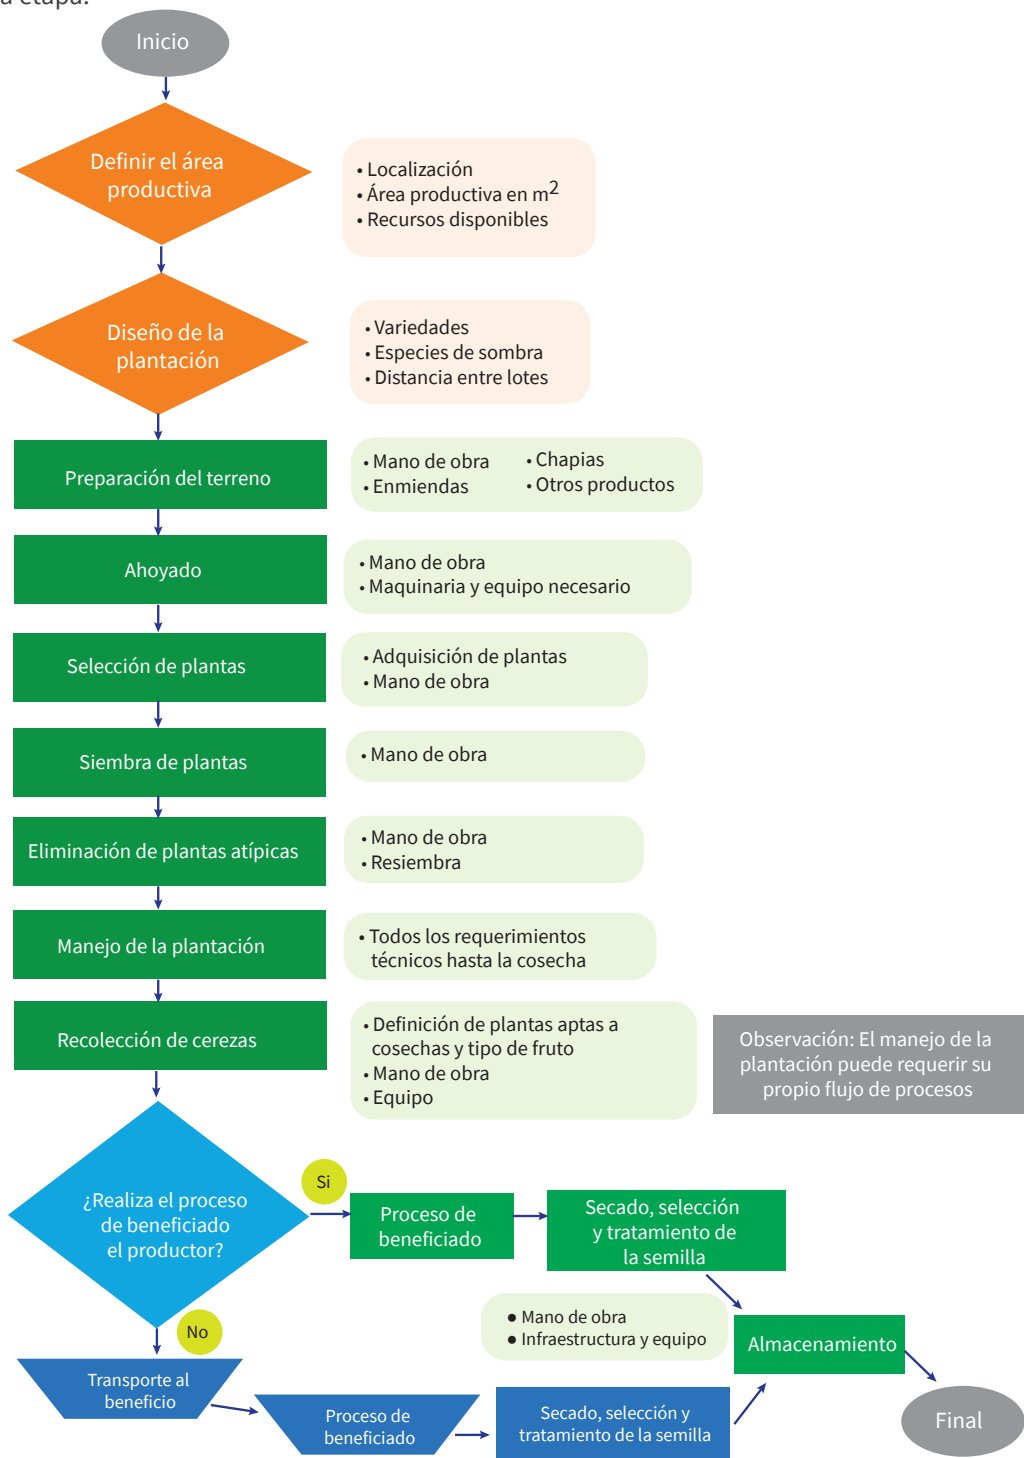 a etapa.
Inicio
Definir el área
productiva
• Localización
• Área productiva en m2
• Recursos disponibles
Diseño de la
plantación
• Variedades
• Especies de sombra
• Distancia entre lotes
Preparación del terreno
• Mano de obra
• Enmiendas
• Chapias
• Otros productos
Ahoyado
• Mano de obra
• Maquinaria y equipo necesario
Selección de plantas
• Adquisición de plantas
• Mano de obra
Siembra de plantas
• Mano de obra
Eliminación de plantas atípicas
• Mano de obra
• Resiembra
Manejo de la plantación
• Todos los requerimientos
técnicos hasta la cosecha
Recolección de cerezas
• Definición de plantas aptas a
cosechas y tipo de fruto
• Mano de obra
• Equipo
Observación: El manejo de la
plantación puede requerir su
propio flujo de procesos
¿Realiza el proceso
de beneficiado
el productor?
Si
Proceso de
beneficiado
Secado, selección
y tratamiento de
la semilla
● Mano de obra
● Infraestructura y equipo
Almacenamiento
No
Transporte al
beneficio
Proceso de
beneficiado
Secado, selección y
tratamiento de la semilla
Final